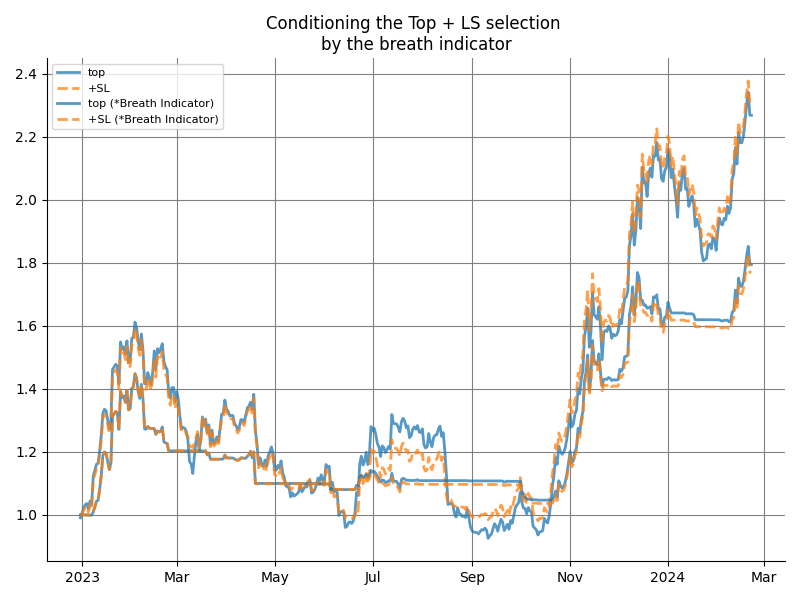 Conditioning the Top + LS selection
by the breath indicator
top
+SL
top (*Breath Indicator)
+SL (*Breath Indicator)
2.4
2.2
2.0
1.8
1.6
1.4
1.2
1.0
2023 Mar May Jul Sep Nov 2024 Mar